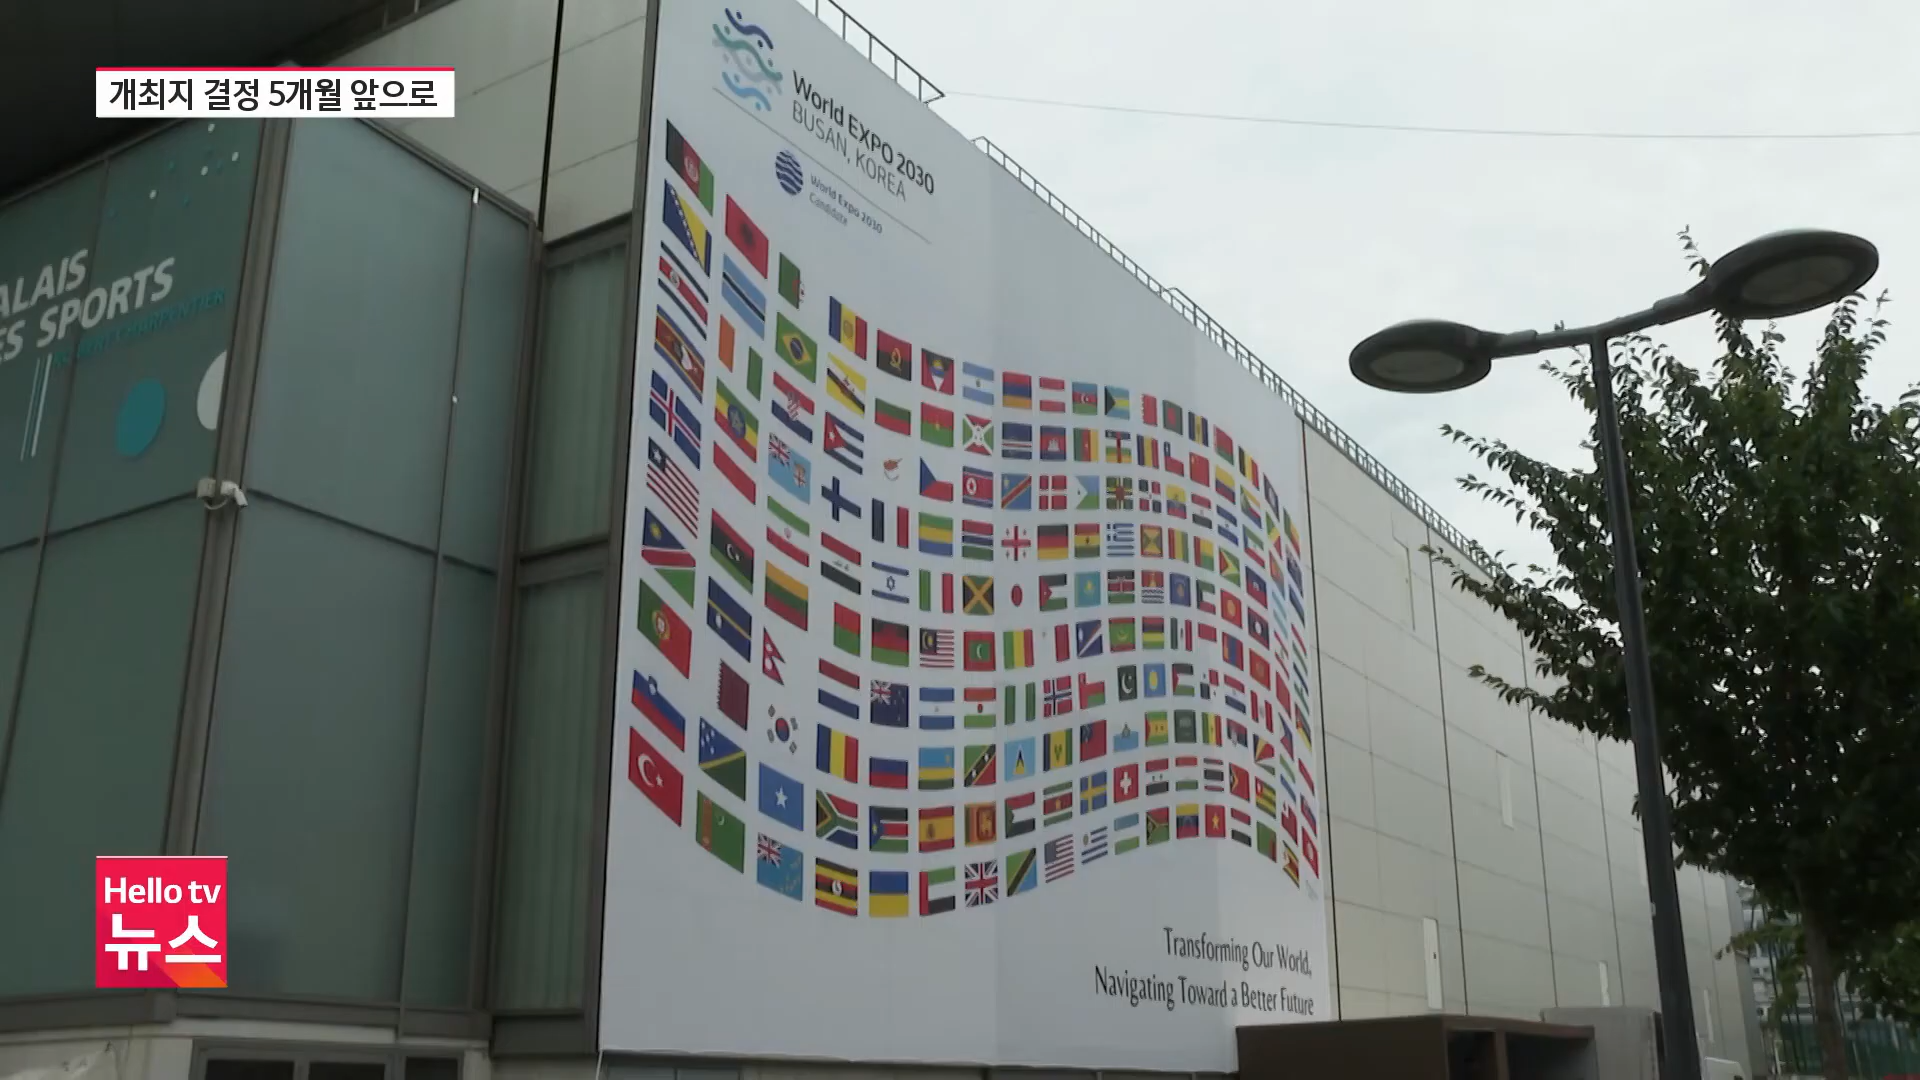 개최지 결정 5개월 앞으로
World EXPO 2030
BUSAN, KOREA
World Expo 2030
Candidate
ALAIS
ES SPORTS
Transforming Our World,
Navigating Toward a Better Future
Hello tv
뉴스